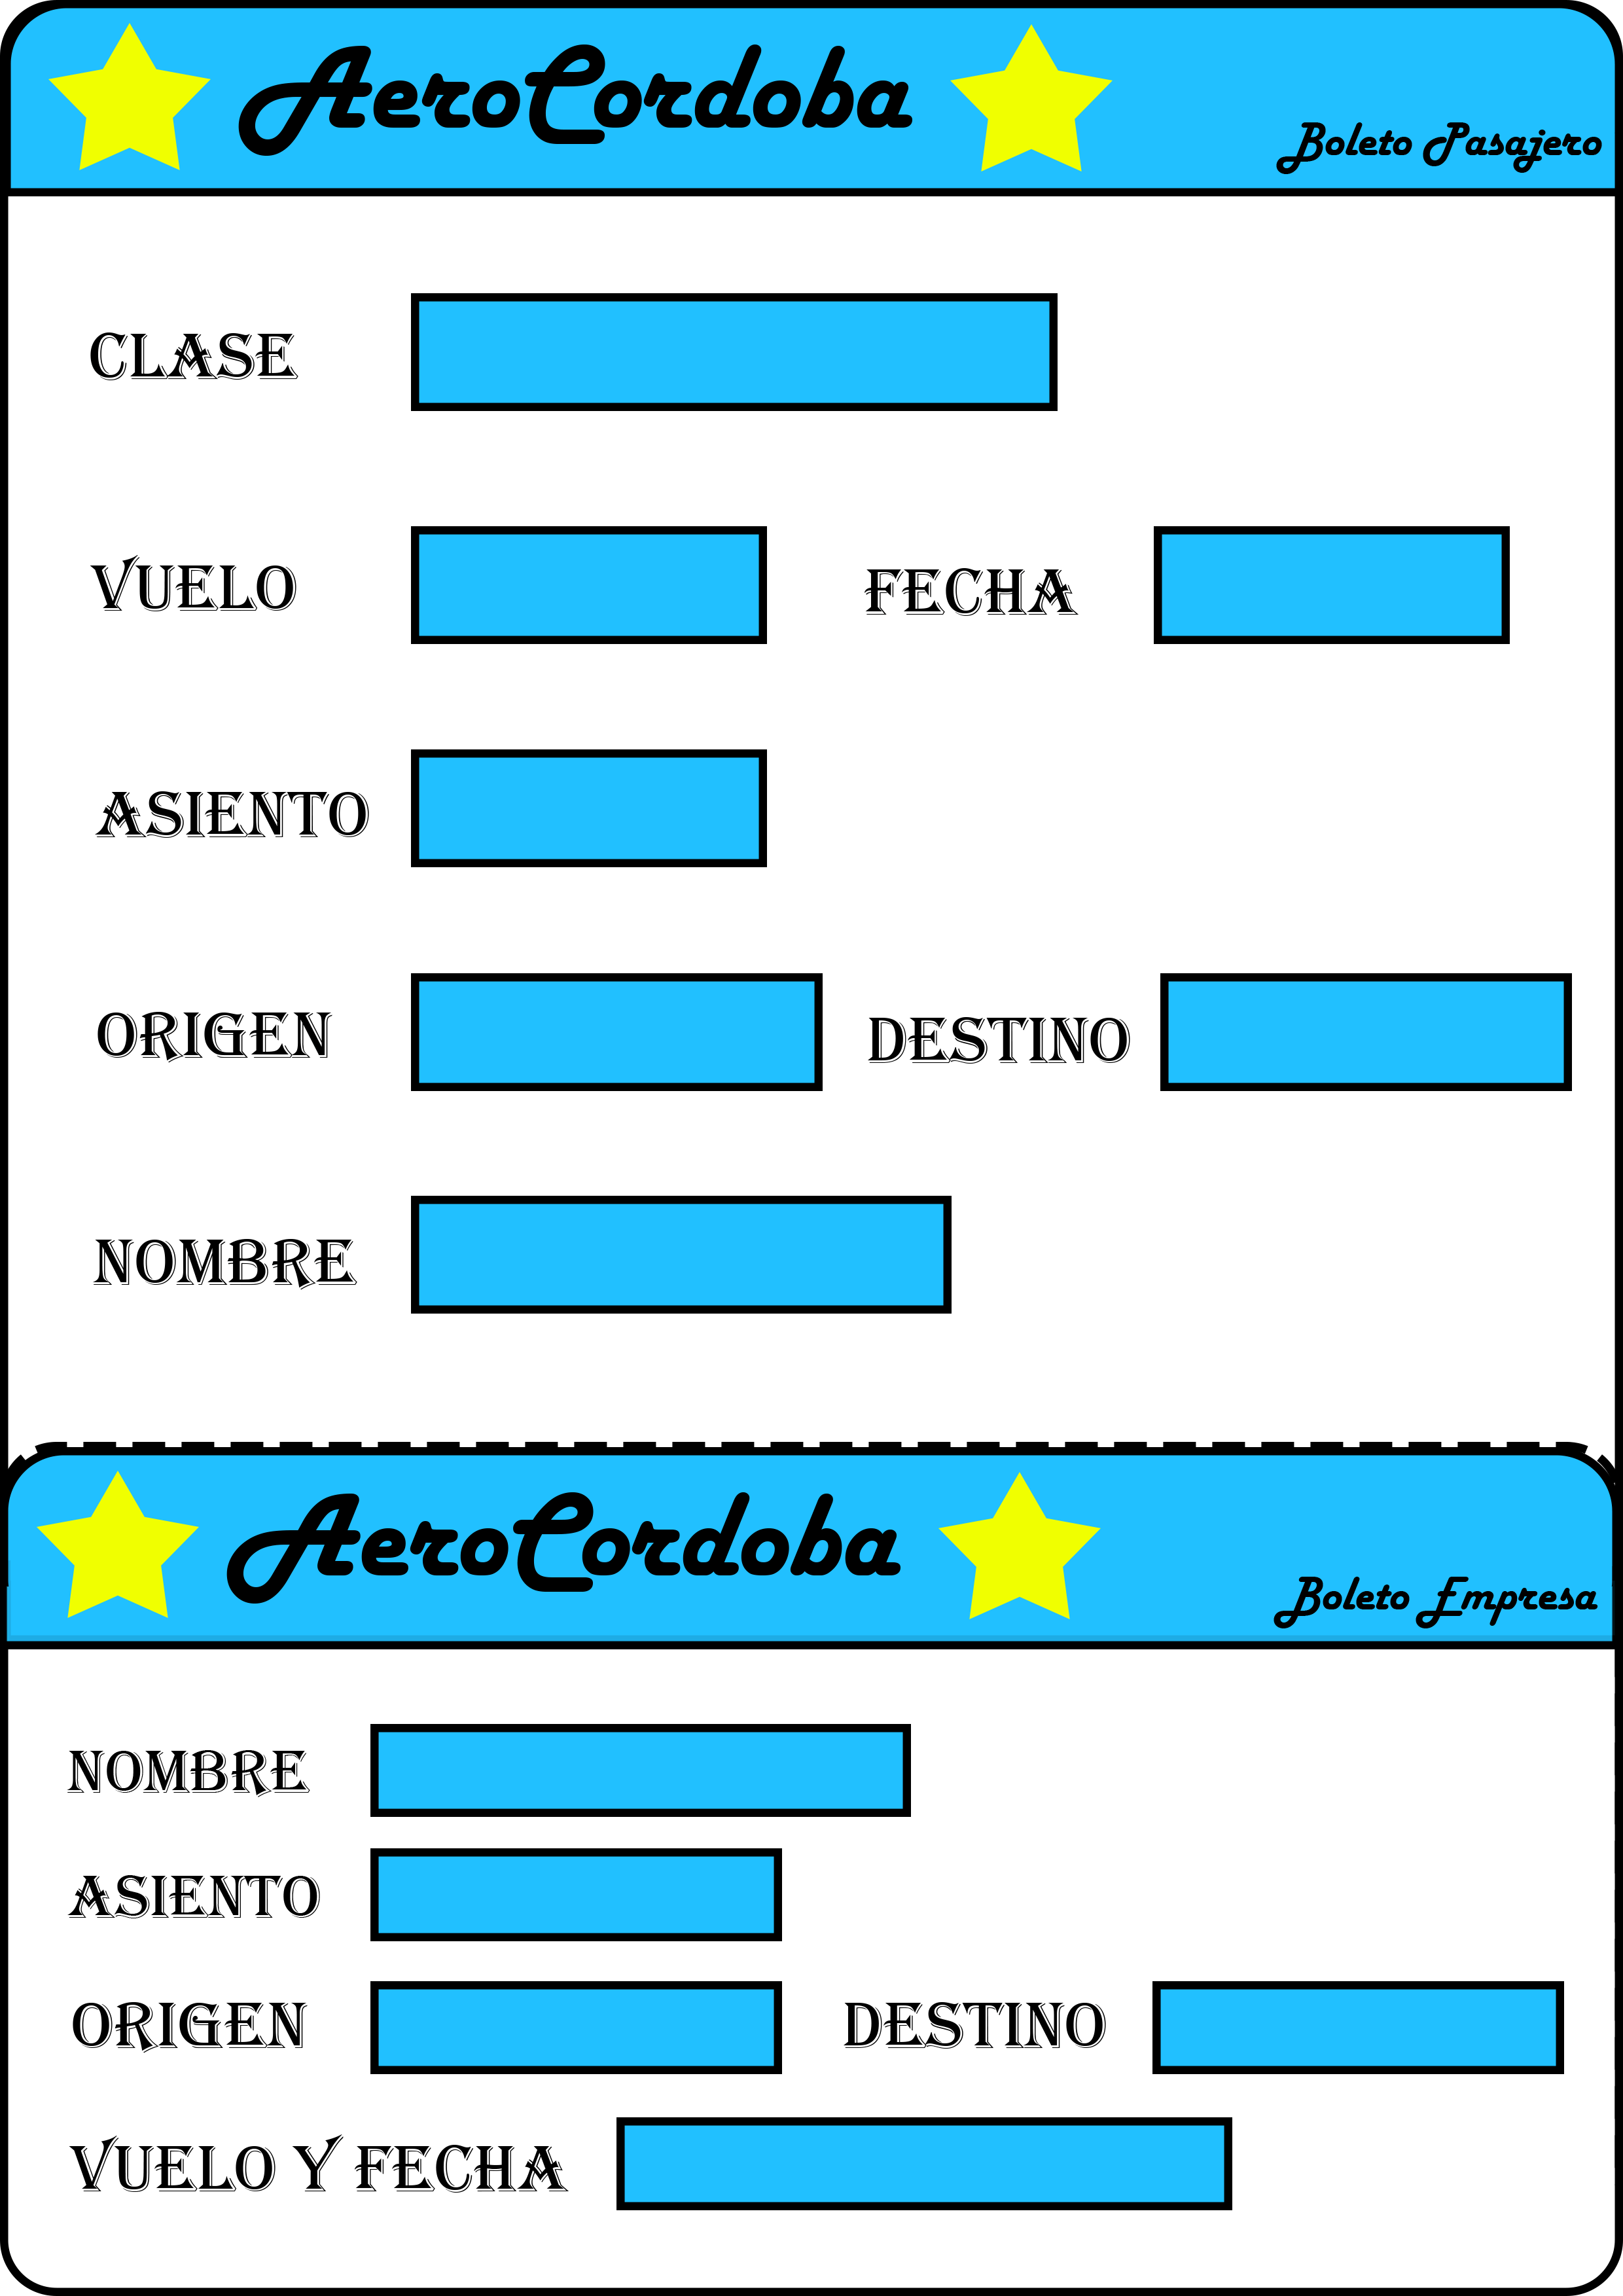 AeroCordoba
Boleto Pasajero
CLASE
VUELO FECHA
ASIENTO
ORIGEN DESTINO
NOMBRE
AeroCordoba
Boleto Empresa
NOMBRE
ASIENTO
ORIGEN DESTINO
VUELO Y FECHA